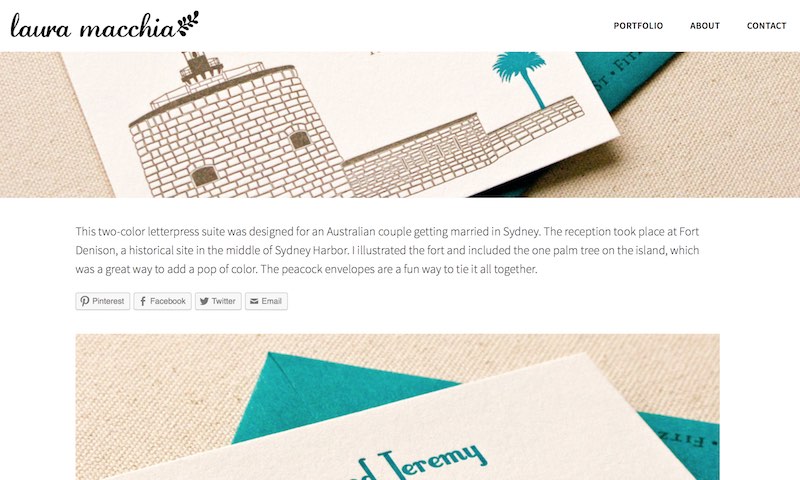 laura macchia
PORTFOLIO
ABOUT
CONTACT
ST • FITZ
This two-color letterpress suite was designed for an Australian couple getting married in Sydney. The reception took place at Fort
Denison, a historical site in the middle of Sydney Harbor. I illustrated the fort and included the one palm tree on the island, which
was a great way to add a pop of color. The peacock envelopes are a fun way to tie it all together.
Pinterest
Facebook
Twitter
Email
Jeremy
FITZ